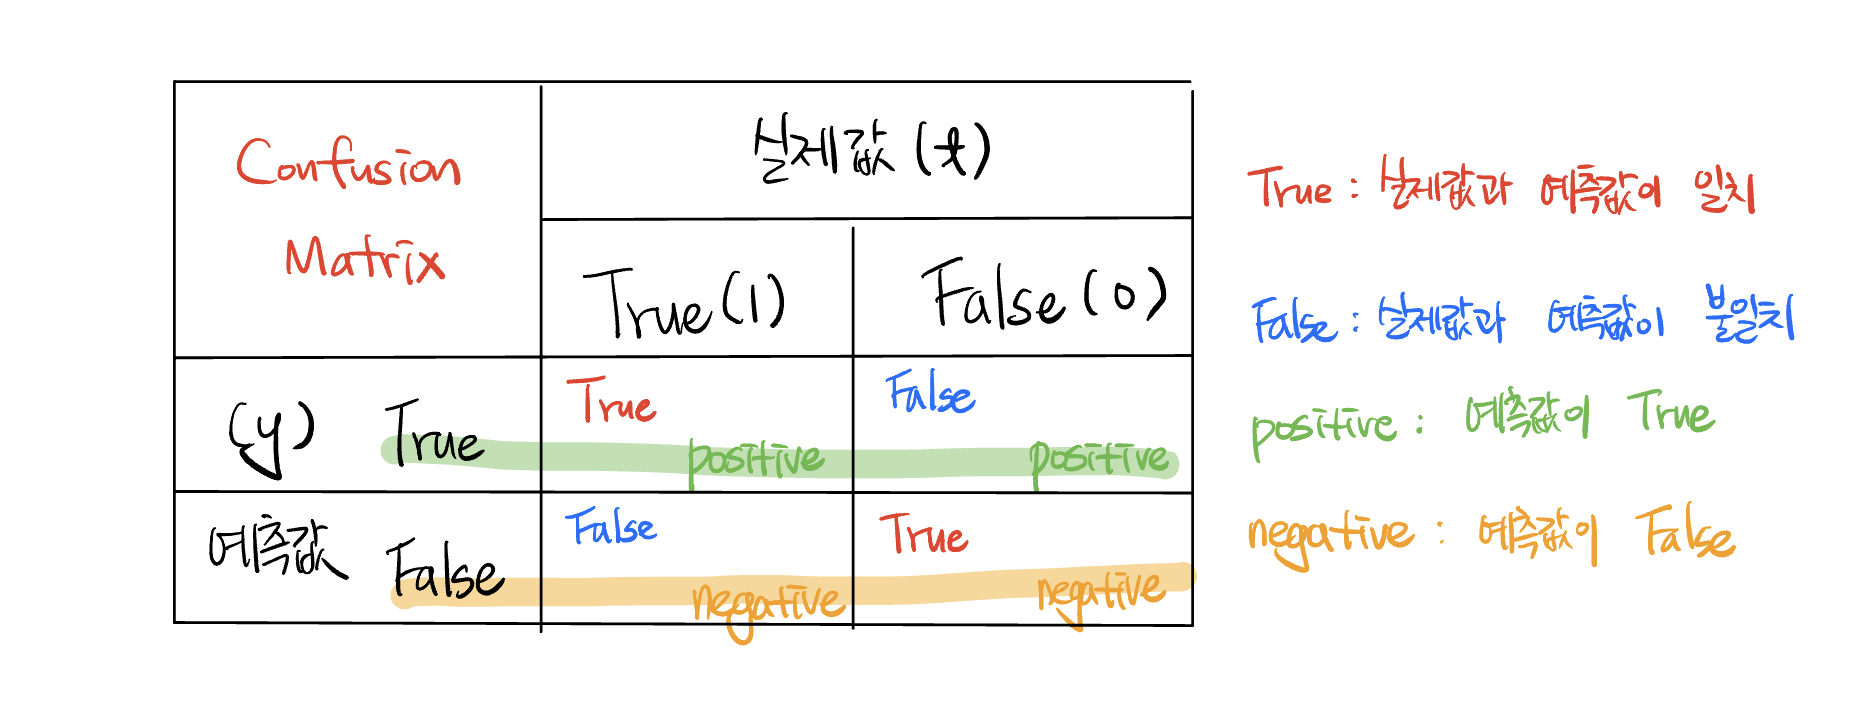 Confusion
Matrix
실제값 (t)
True (1)
False (0)
(y) True
True
positive
False
positive
예측값 False
False
negative
True
negative
True : 실제값과 예측값이 일치
False : 실제값과 예측값이 불일치
positive : 예측값이 True
negative : 예측값이 False